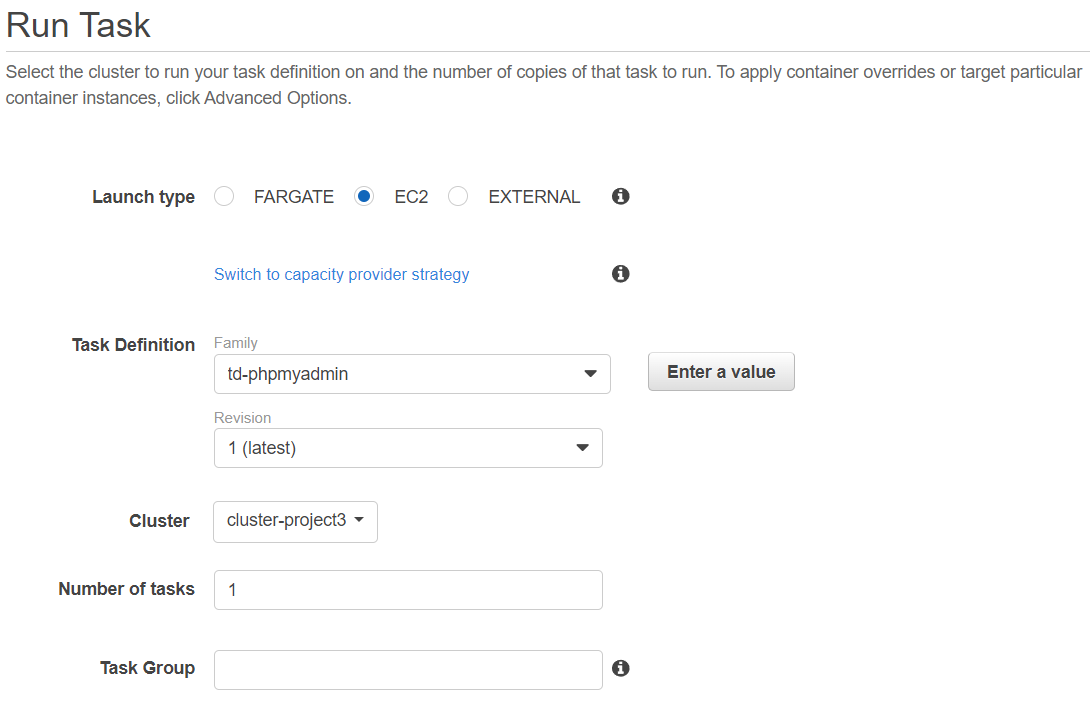 Run Task
Select the cluster to run your task definition on and the number of copies of that task to run. To apply container overrides or target particular
container instances, click Advanced Options.
Launch type FARGATE EC2 EXTERNAL
Switch to capacity provider strategy
Task Definition Family
td-phpmyadmin Enter a value
Revision
1 (latest)
Cluster cluster-project3
Number of tasks 1
Task Group